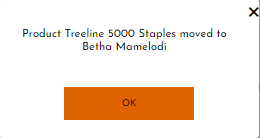 Product Treeline 5000 Staples moved to
Betha Mamelodi
OK